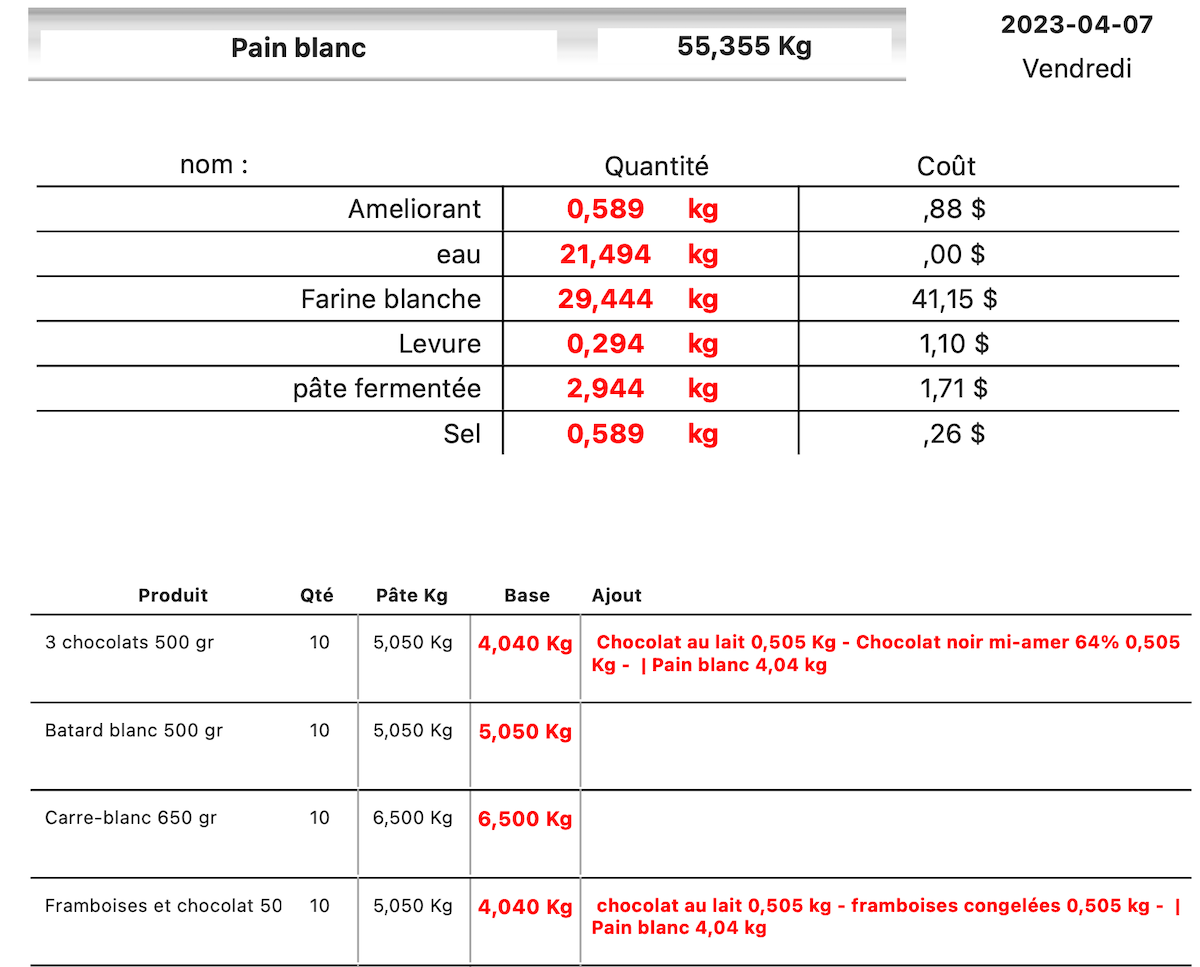 Pain blanc 55,355 Kg 2023-04-07
Vendredi
nom : Quantité Coût
Ameliorant 0,589 kg ,88 $
eau 21,494 kg ,00 $
Farine blanche 29,444 kg 41,15 $
Levure 0,294 kg 1,10 $
pâte fermentée 2,944 kg 1,71 $
Sel 0,589 kg ,26 $
Produit Qté Pâte Kg Base Ajout
3 chocolats 500 gr 10 5,050 Kg 4,040 Kg Chocolat au lait 0,505 Kg - Chocolat noir mi-amer 64% 0,505
Kg - | Pain blanc 4,04 kg
Batard blanc 500 gr 10 5,050 Kg 5,050 Kg
Carre-blanc 650 gr 10 6,500 Kg 6,500 Kg
Framboises et chocolat 50 10 5,050 Kg 4,040 Kg chocolat au lait 0,505 kg - framboises congelées 0,505 kg - |
Pain blanc 4,04 kg